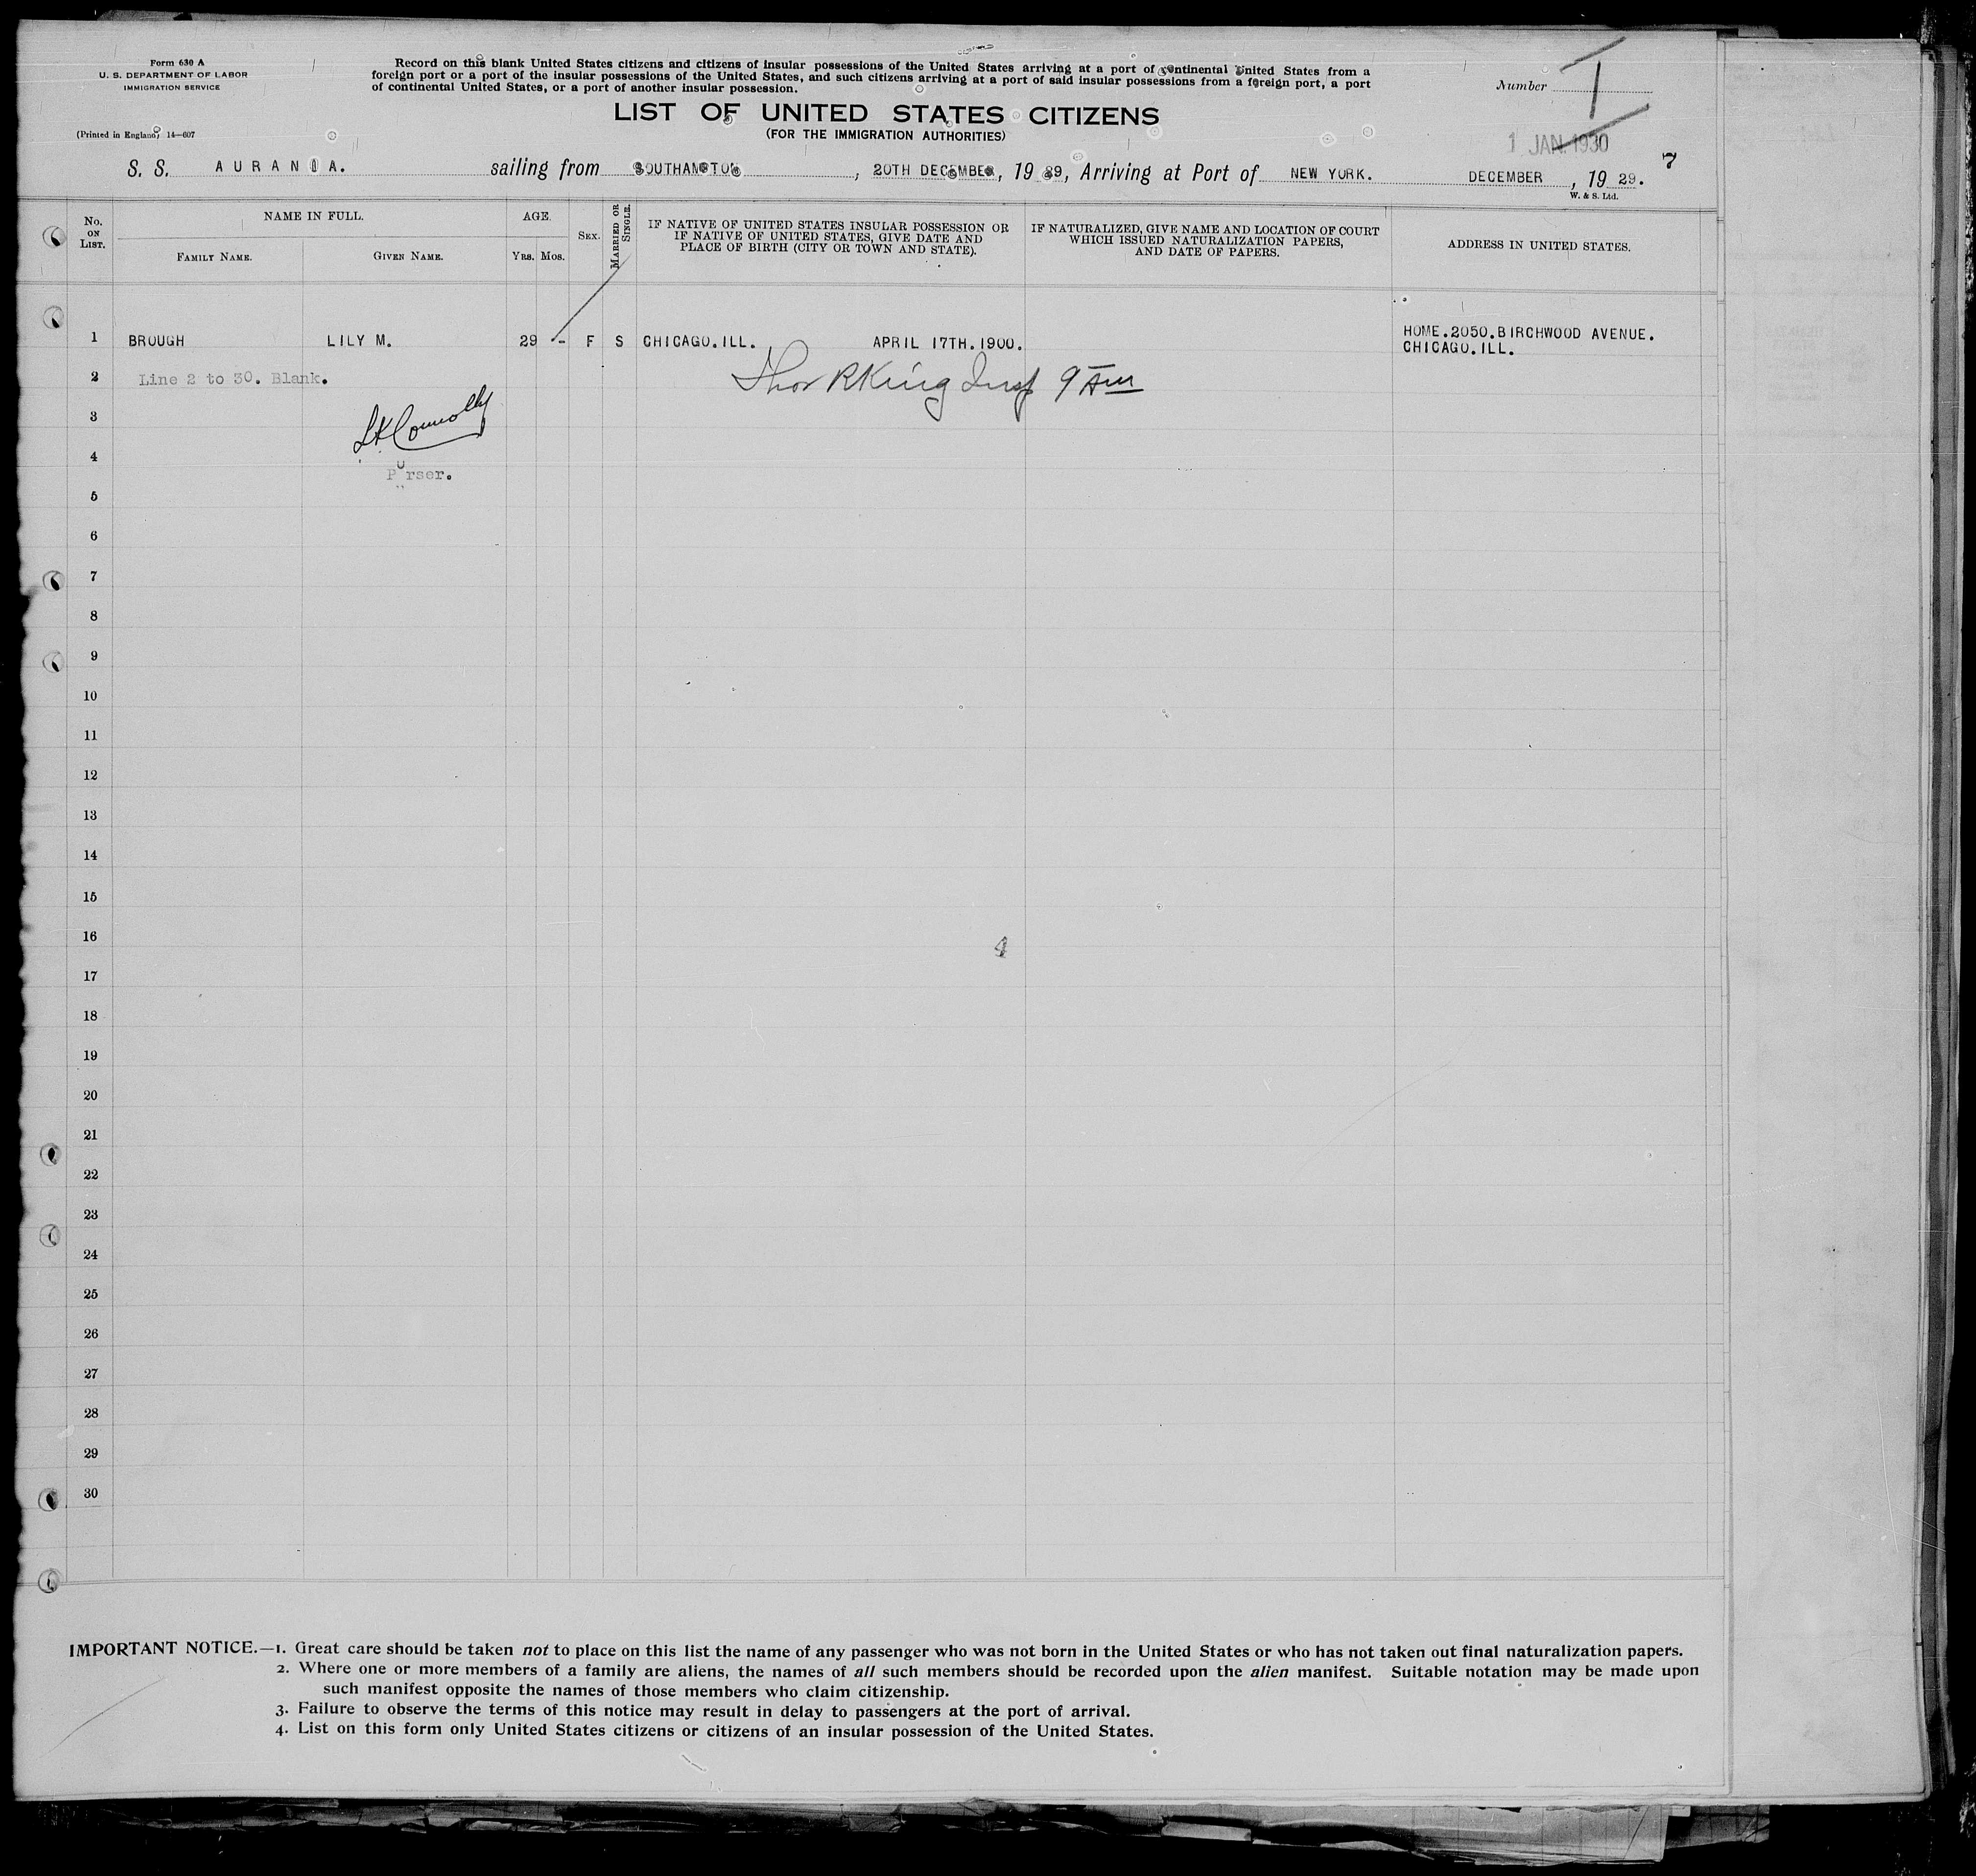 Form 630 A
U. S. DEPARTMENT OF LABOR
IMMIGRATION SERVICE
(Printed in England) 14—607
Record on this blank United States citizens and citizens of insular possessions of the United States arriving at a port of continental United States from a
foreign port or a port of the insular possessions of the United States, and such citizens arriving at a port of said insular possessions from a foreign port, a port
of continental United States, or a port of another insular possession.
Number 1
LIST OF UNITED STATES CITIZENS
(FOR THE IMMIGRATION AUTHORITIES)
1 JAN. 1930
7
S. S. AURANIA. sailing from SOUTHAMPTON, 20TH DECEMBER, 19 29, Arriving at Port of NEW YORK. DECEMBER, 19 29.
W. & S. Ltd.
No. ON LIST.
NAME IN FULL.
FAMILY NAME. GIVEN NAME.
AGE.
YRS. MOS.
SEX.
MARRIED OR SINGLE.
IF NATIVE OF UNITED STATES INSULAR POSSESSION OR
IF NATIVE OF UNITED STATES, GIVE DATE AND
PLACE OF BIRTH (CITY OR TOWN AND STATE).
IF NATURALIZED, GIVE NAME AND LOCATION OF COURT
WHICH ISSUED NATURALIZATION PAPERS,
AND DATE OF PAPERS.
ADDRESS IN UNITED STATES.
1 BROUGH LILY M. 29 - F S CHICAGO.ILL. APRIL 17TH.1900. HOME.2050.BIRCHWOOD AVENUE.
CHICAGO.ILL.
2 Line 2 to 30. Blank. Thos R King Insp 9 Am
3 Connolly
4
Purser.
5
6
7
8
9
10
11
12
13
14
15
16
4
17
18
19
20
21
22
23
24
25
26
27
28
29
30
IMPORTANT NOTICE.—1. Great care should be taken not to place on this list the name of any passenger who was not born in the United States or who has not taken out final naturalization papers.
2. Where one or more members of a family are aliens, the names of all such members should be recorded upon the alien manifest. Suitable notation may be made upon
such manifest opposite the names of those members who claim citizenship.
3. Failure to observe the terms of this notice may result in delay to passengers at the port of arrival.
4. List on this form only United States citizens or citizens of an insular possession of the United States.